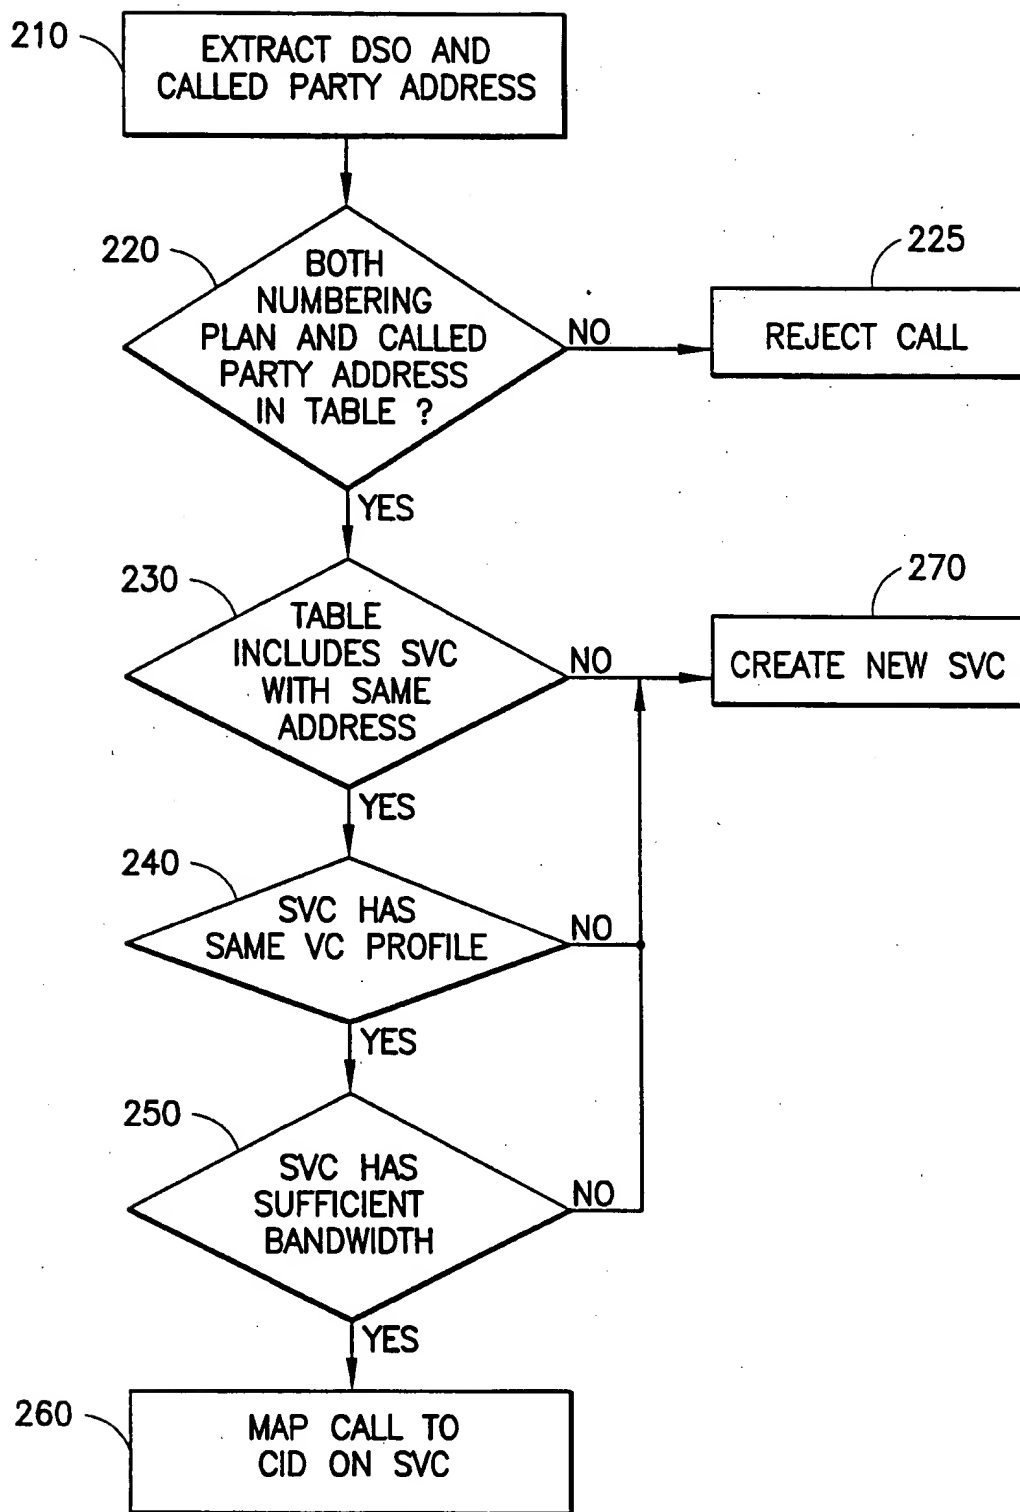 210
EXTRACT DSO AND
CALLED PARTY ADDRESS
220
BOTH
NUMBERING
PLAN AND CALLED
PARTY ADDRESS
IN TABLE ?
NO
225
REJECT CALL
YES
230
TABLE
INCLUDES SVC
WITH SAME
ADDRESS
NO
270
CREATE NEW SVC
YES
240
SVC HAS
SAME VC PROFILE
NO
YES
250
SVC HAS
SUFFICIENT
BANDWIDTH
NO
YES
260
MAP CALL TO
CID ON SVC